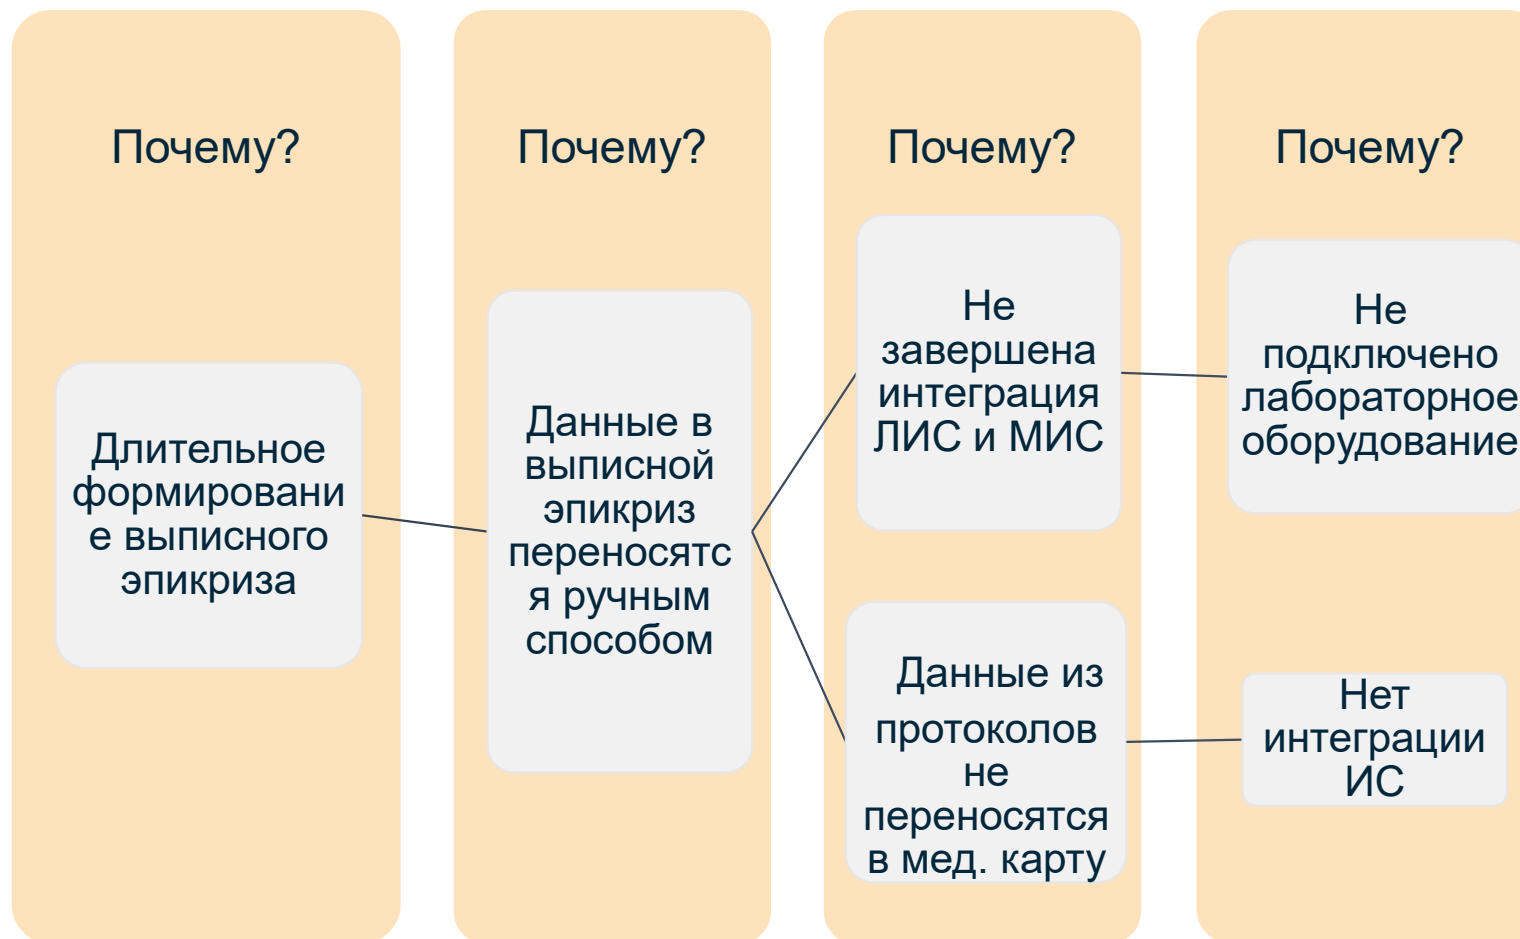 Почему?
Почему?
Почему?
Почему?
Длительное
формировани
е выписного
эпикриза
Данные в
выписной
эпикриз
переносятс
я ручным
способом
Не
завершена
интеграция
ЛИС и МИС
Данные из
протоколов
не
переносятся
в мед. карту
Не
подключено
лабораторное
оборудование
Нет
интеграции
ИС